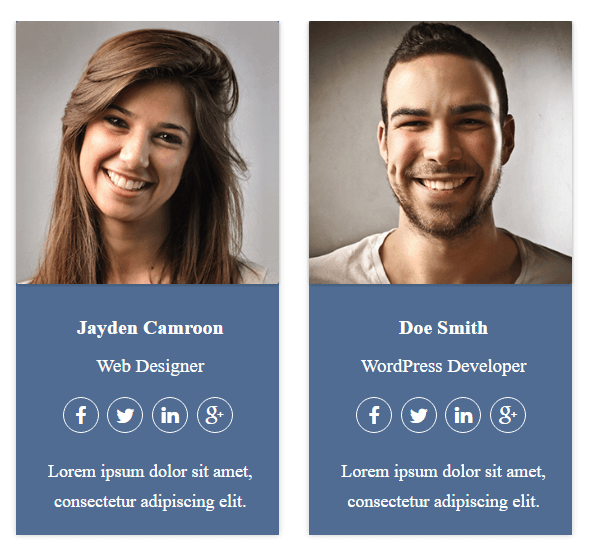 Jayden Camroon
Web Designer
Lorem ipsum dolor sit amet,
consectetur adipiscing elit.
Doe Smith
WordPress Developer
Lorem ipsum dolor sit amet,
consectetur adipiscing elit.